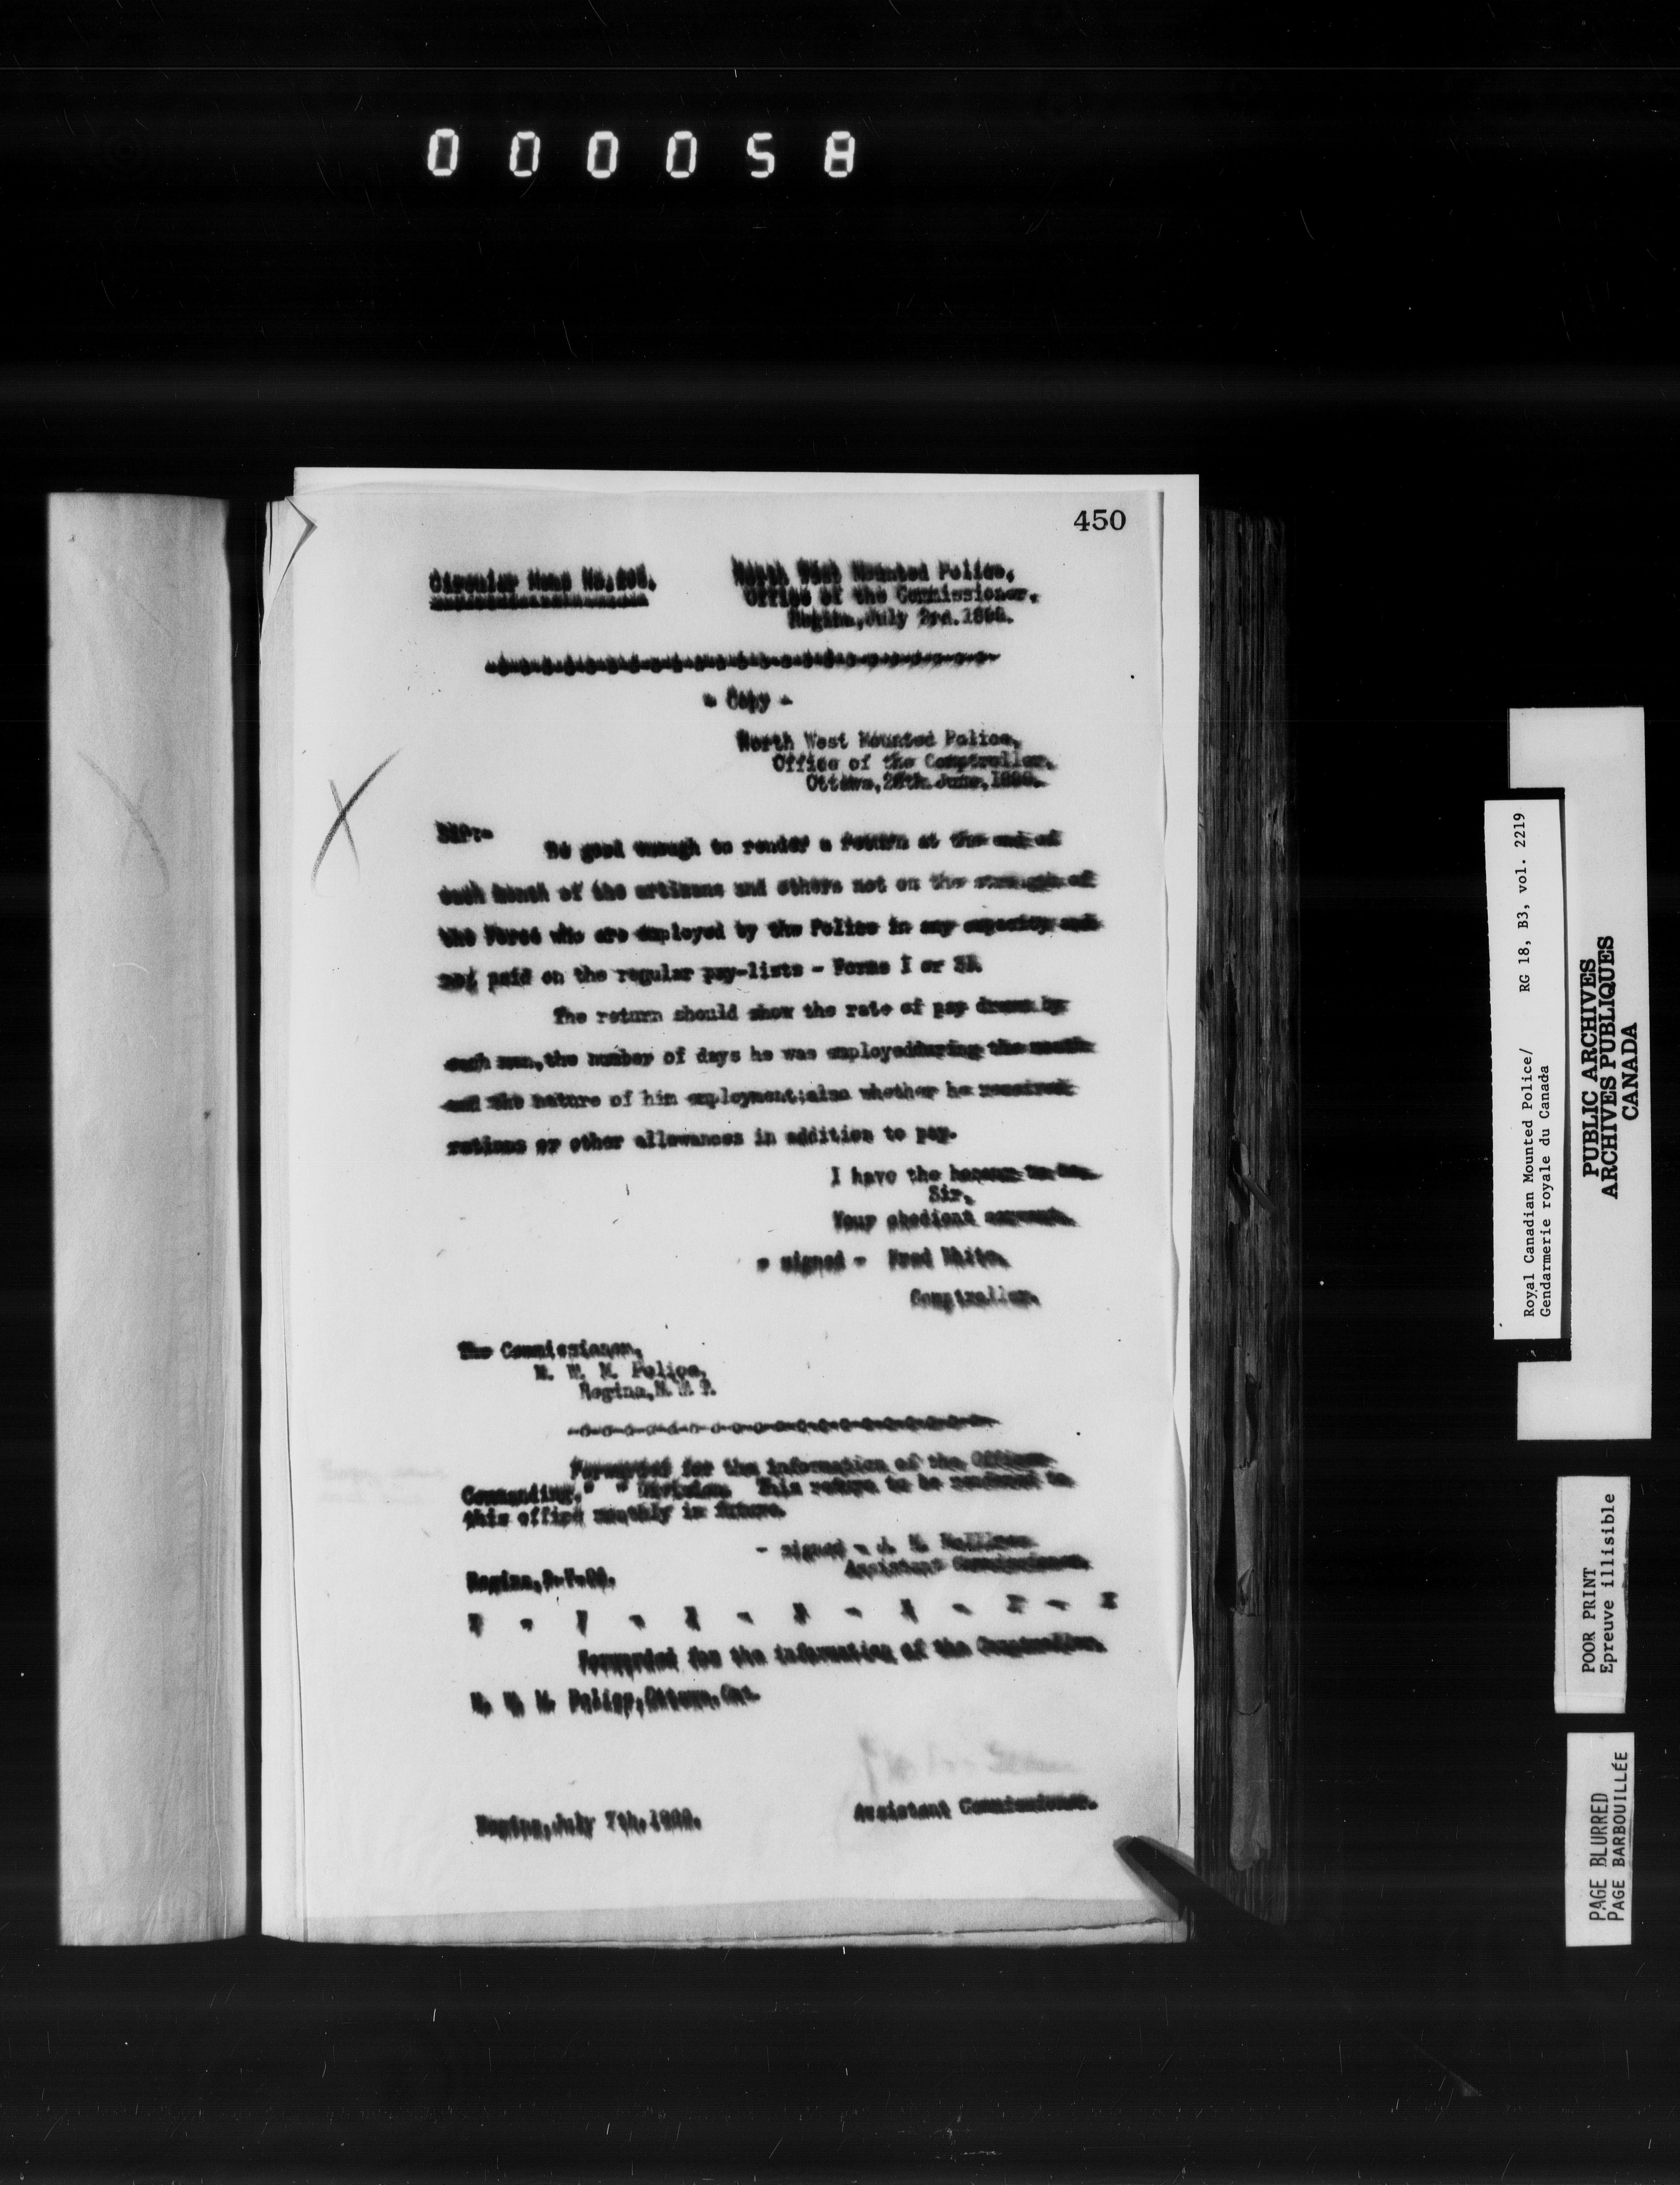 0 0 0 0 5 8
450
Circular Memo No.
North West Mounted Police,
Office of the Commissioner,
Regina, July 3rd.
- Copy -
North West Mounted Police,
Office of the Comptroller,
Ottawa, June,
Sir:-
Be good enough to render a return at the end of
each month of the artizans and others not on the strength of
the Force who are employed by the Police in any capacity and
not paid on the regular pay-lists - Forms I or
The return should show the rate of pay drawn by
each man,the number of days he was employedduring the month
and the nature of him employment;also whether he received
rations or other allowances in addition to pay.
I have the honour to be,
Sir,
Your obedient servant,
- signed - Fred White,
Comptroller.
The Commissioner,
N. W. M. Police,
Regina,
Forwarded for the information of the Officer
Commanding," " Division. This return to be rendered to
this office monthly in future.
- signed -
Assistant Commissioner.
Regina,
Forwarded for the information of the Comptroller,
N. W. M. Police,Ottawa,Ont.
Assistant Commissioner.
Regina,July 7th,
Royal Canadian Mounted Police/ RG 18, B3, vol. 2219
Gendarmerie royale du Canada
PUBLIC ARCHIVES
ARCHIVES PUBLIQUES
CANADA
POOR PRINT
Epreuve illisible
PAGE BLURRED
PAGE BARBOUILLÉE